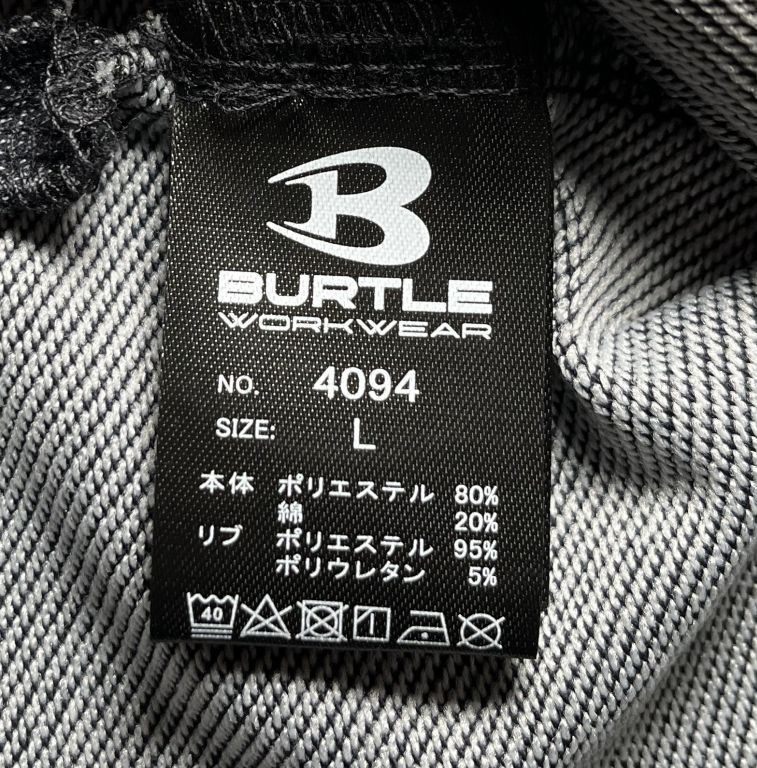 B
BURTLE
WORKWEAR
NO. 4094
SIZE: L
本体 ポリエステル 80%
綿 20%
リブ ポリエステル 95%
ポリウレタン 5%
40